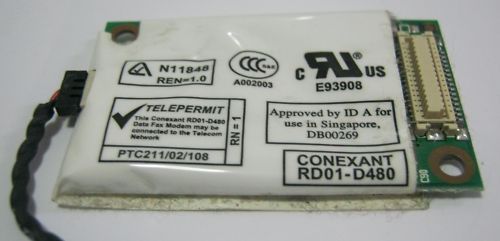 N11848
REN=1.0
A002003
C US
E93908
TELEPERMIT
This Conexant RD01-D480
Data Fax Modem may be
connected to the Telecom
Network
RN = 1
PTC211/02/108
Approved by ID A for
use in Singapore,
DB00269
CONEXANT
RD01-D480
C90